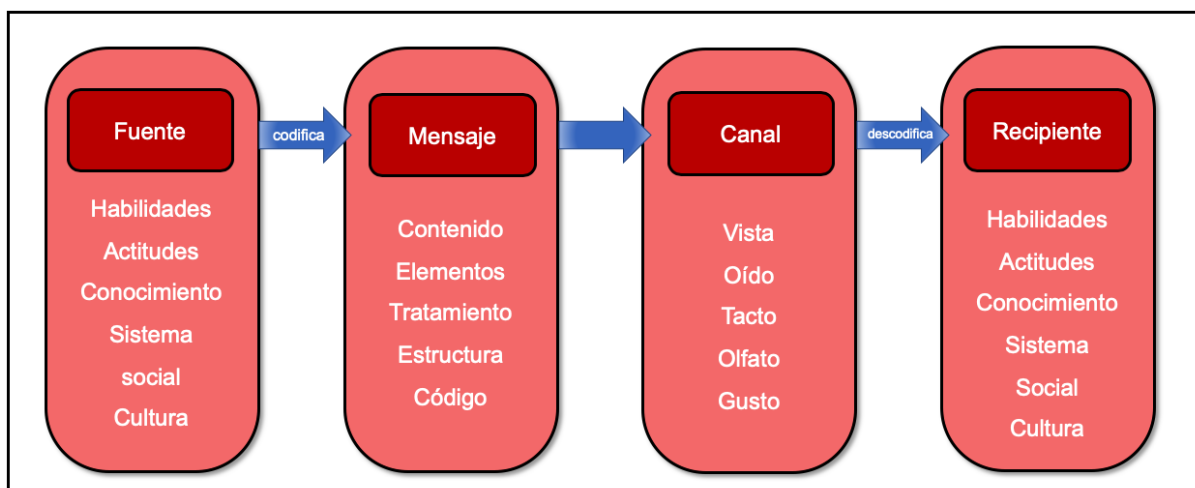 Fuente
Habilidades
Actitudes
Conocimiento
Sistema
social
Cultura
codifica
Mensaje
Contenido
Elementos
Tratamiento
Estructura
Código
Canal
Vista
Oído
Tacto
Olfato
Gusto
descodifica
Recipiente
Habilidades
Actitudes
Conocimiento
Sistema
Social
Cultura